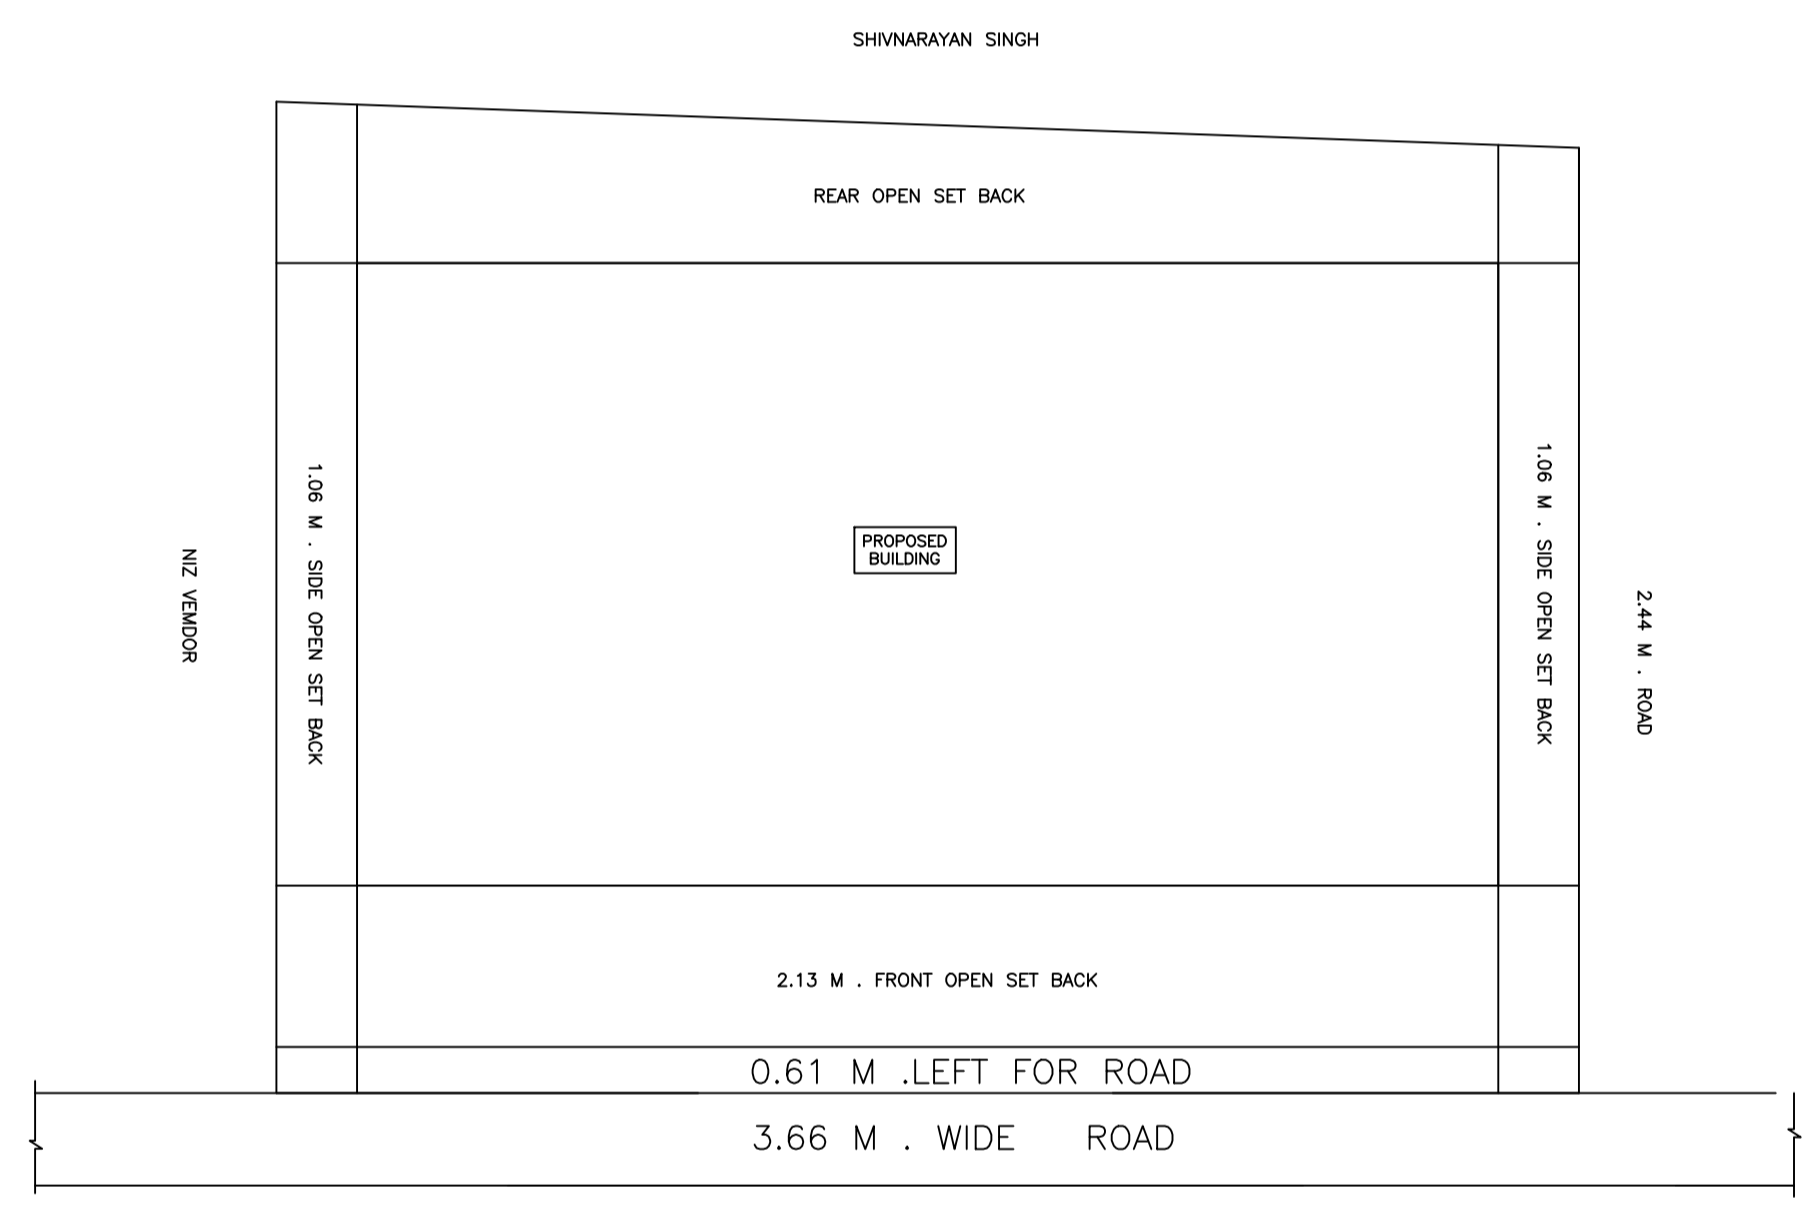 SHIVNARAYAN SINGH
REAR OPEN SET BACK
NIZ VEMDOR
1.06 M . SIDE OPEN SET BACK
PROPOSED
BUILDING
1.06 M . SIDE OPEN SET BACK
2.44 M . ROAD
2.13 M . FRONT OPEN SET BACK
0.61 M .LEFT FOR ROAD
3.66 M . WIDE ROAD